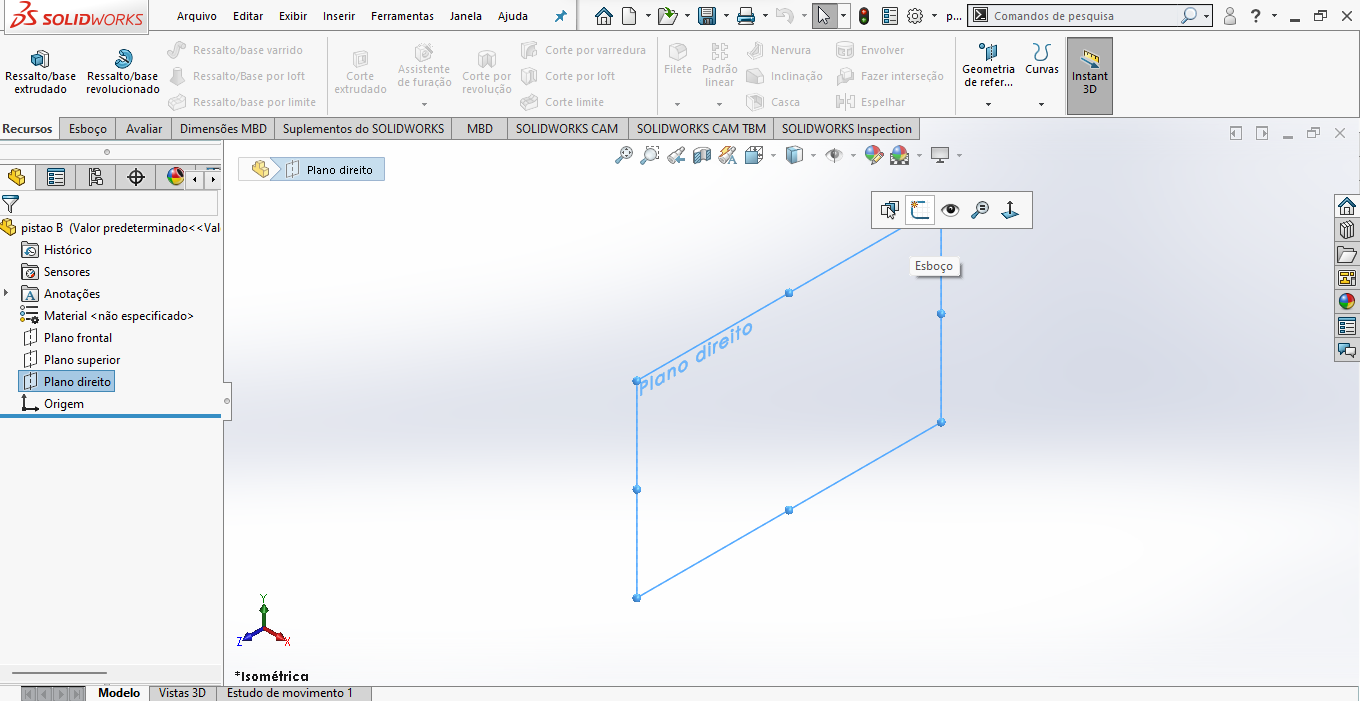 SOLIDWORKS
Arquivo Editar Exibir Inserir Ferramentas Janela Ajuda
p...
Comandos de pesquisa
?
Ressalto/base extrudado
Ressalto/base revolucionado
Ressalto/base varrido
Ressalto/Base por loft
Ressalto/base por limite
Corte extrudado
Assistente de furação
Corte por revolução
Corte por varredura
Corte por loft
Corte limite
Filete
Padrão linear
Nervura
Inclinação
Casca
Envolver
Fazer interseção
Espelhar
Geometria de refer...
Curvas
Instant 3D
Recursos Esboço Avaliar Dimensões MBD Suplementos do SOLIDWORKS MBD SOLIDWORKS CAM SOLIDWORKS CAM TBM SOLIDWORKS Inspection
Plano direito
pistao B (Valor predeterminado<<Val
Histórico
Sensores
Anotações
Material <não especificado>
Plano frontal
Plano superior
Plano direito
Origem
Esboço
Plano direito
Y
Z
X
*Isométrica
Modelo Vistas 3D Estudo de movimento 1